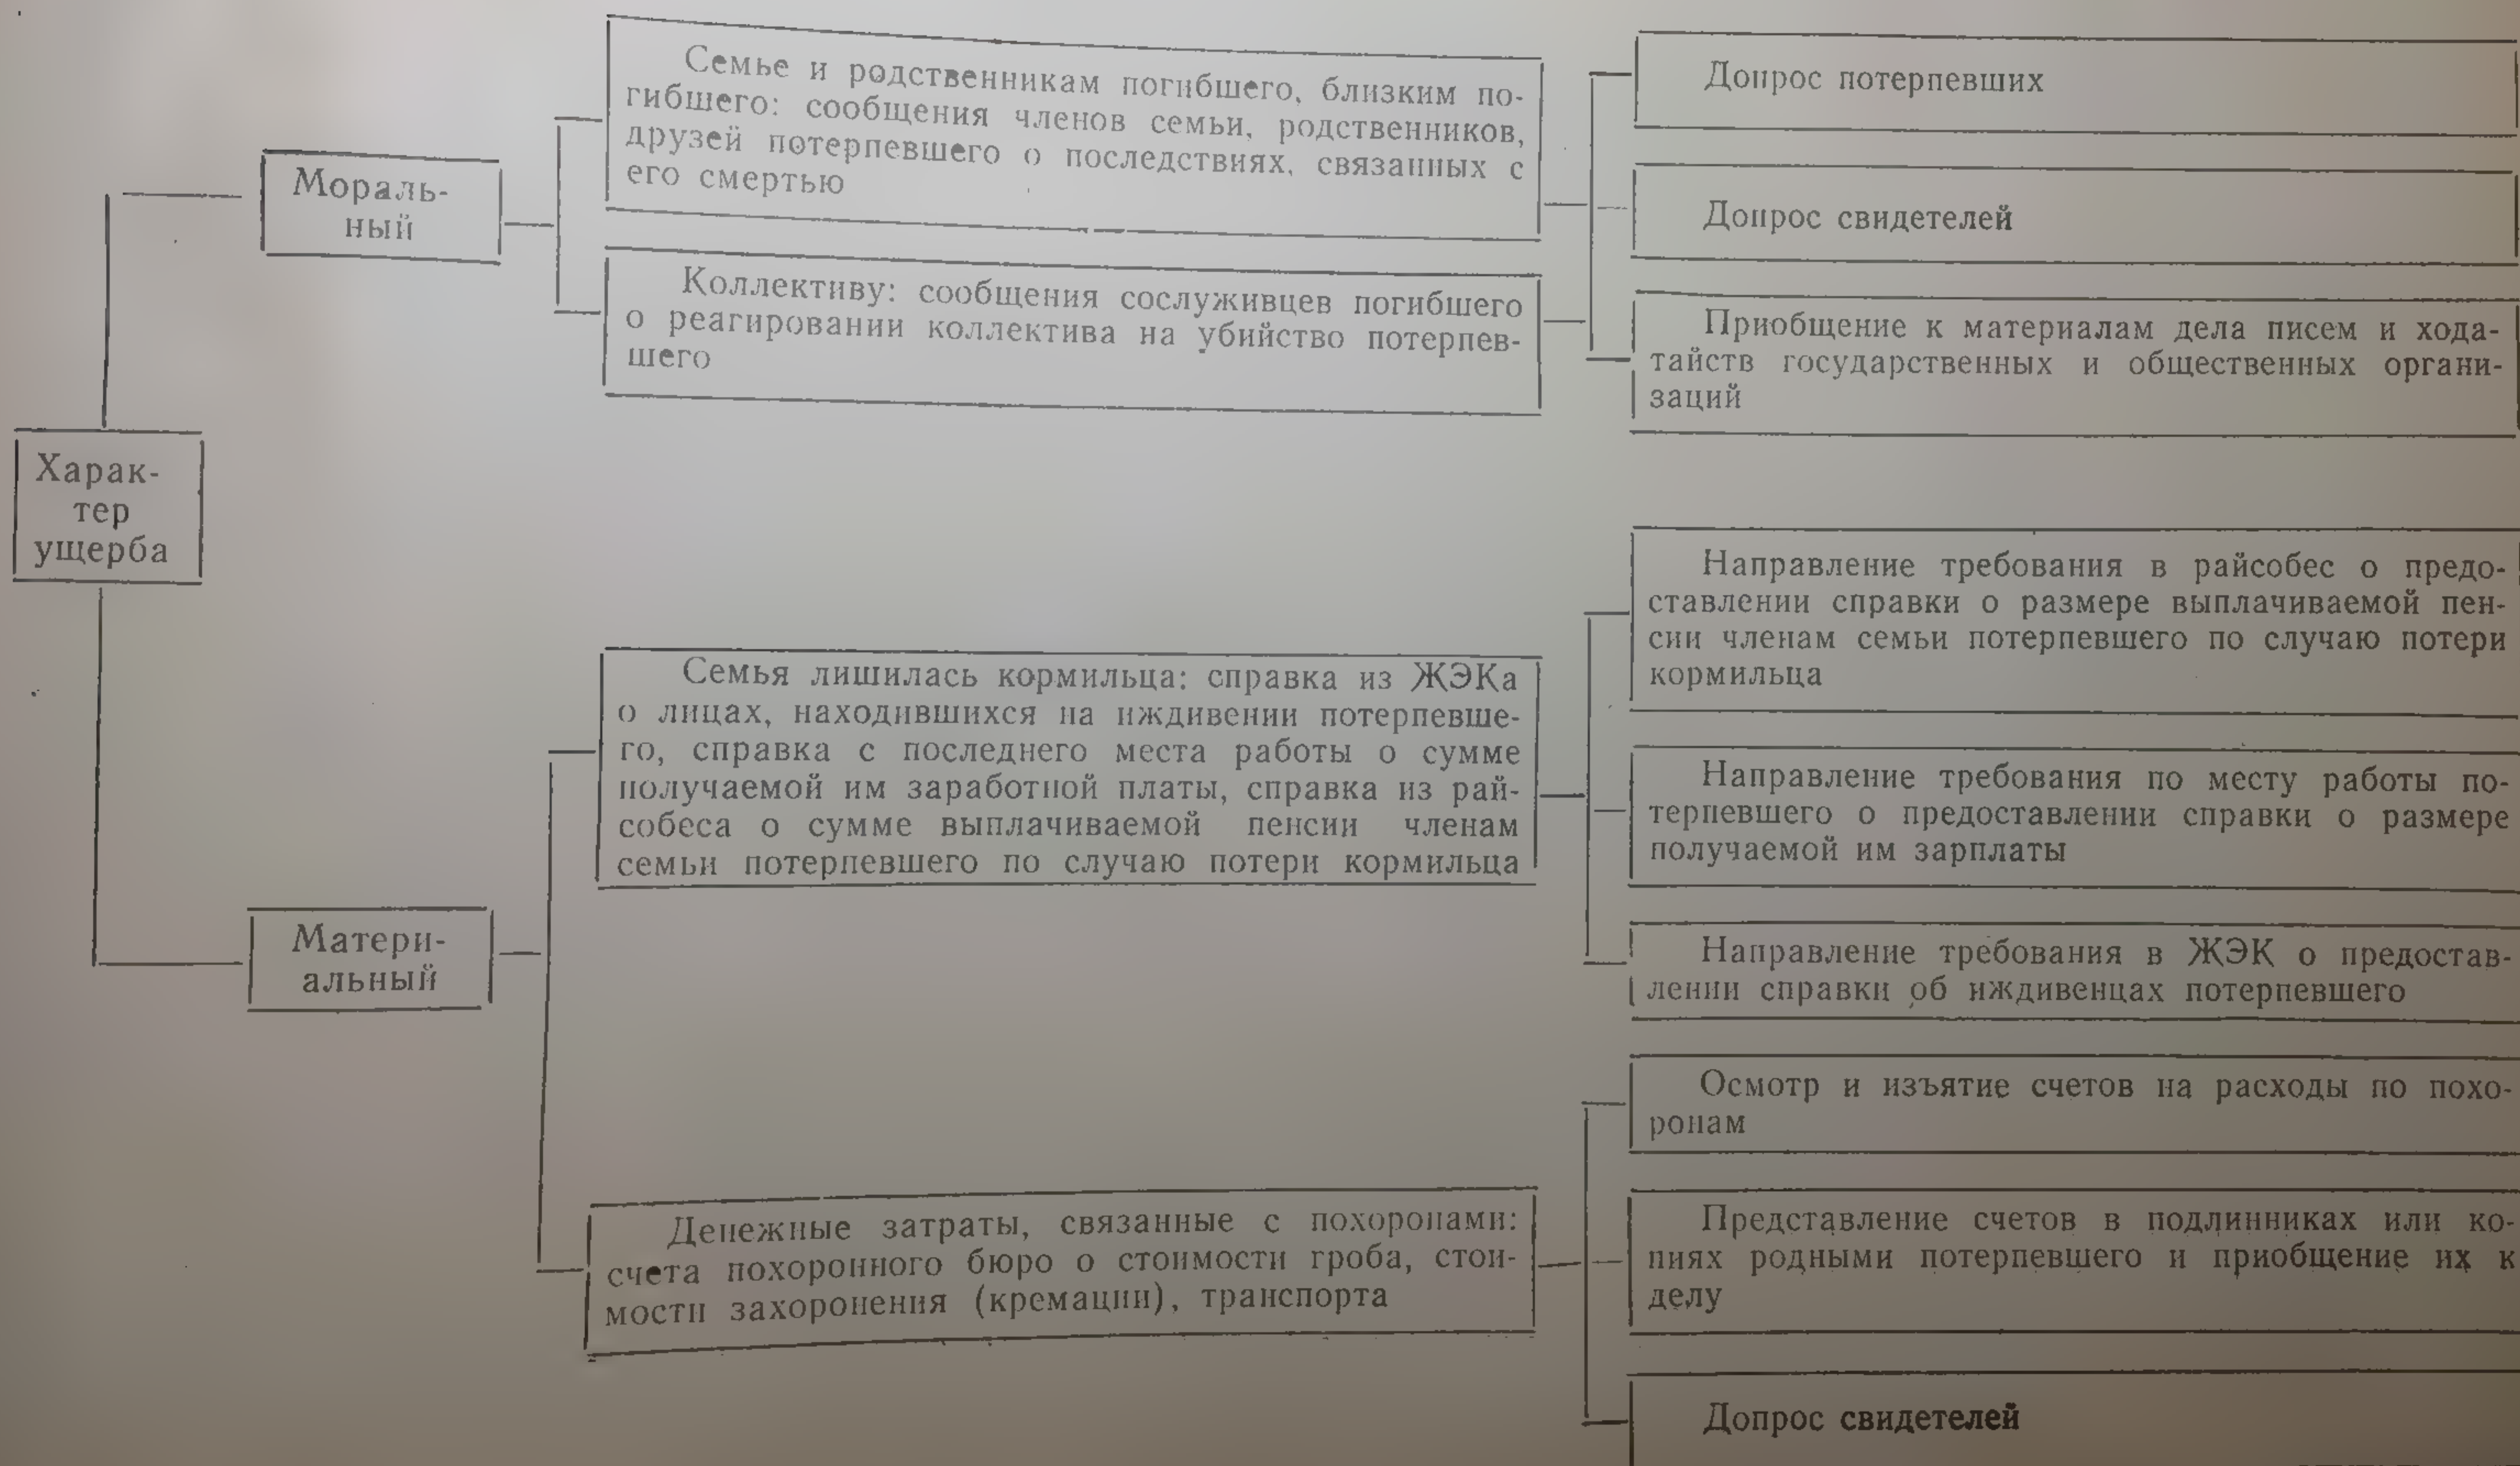 Харак-
тер
ущерба
Мораль-
ный
Семье и родственникам погибшего, близким по-
гибшего: сообщения членов семьи, родственников,
друзей потерпевшего о последствиях, связанных с
его смертью
Коллективу: сообщения сослуживцев погибшего
о реагировании коллектива на убийство потерпев-
шего
Допрос потерпевших
Допрос свидетелей
Приобщение к материалам дела писем и хода-
тайств государственных и общественных органи-
заций
Матери-
альный
Семья лишилась кормильца: справка из ЖЭКа
о лицах, находившихся на иждивении потерпевше-
го, справка с последнего места работы о сумме
получаемой им заработной платы, справка из рай-
собеса о сумме выплачиваемой пенсии членам
семьи потерпевшего по случаю потери кормильца
Направление требования в райсобес о предо-
ставлении справки о размере выплачиваемой пен-
сии членам семьи потерпевшего по случаю потери
кормильца
Направление требования по месту работы по-
терпевшего о предоставлении справки о размере
получаемой им зарплаты
Направление требования в ЖЭК о предостав-
лении справки об иждивенцах потерпевшего
Денежные затраты, связанные с похоронами:
счета похоронного бюро о стоимости гроба, стои-
мости захоронения (кремации), транспорта
Осмотр и изъятие счетов на расходы по похо-
ронам
Представление счетов в подлинниках или ко-
пиях родными потерпевшего и приобщение их к
делу
Допрос свидетелей